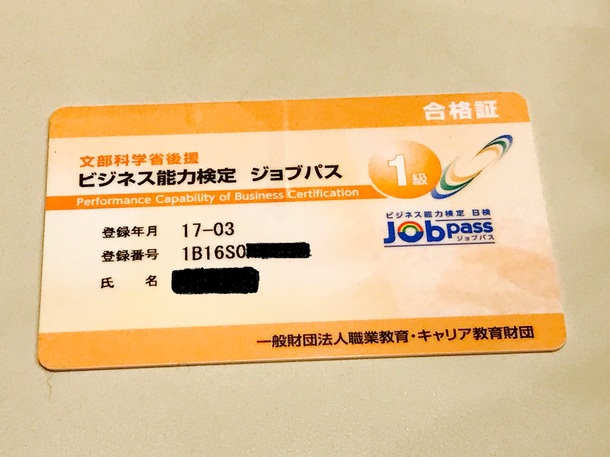 合格証
文部科学省後援
ビジネス能力検定 ジョブパス
1級
Performance Capability of Business Certification
ビジネス能力検定 日検
Jobpass
ジョブパス
登録年月 17-03
登録番号 1B16S0
氏 名
一般財団法人職業教育・キャリア教育財団